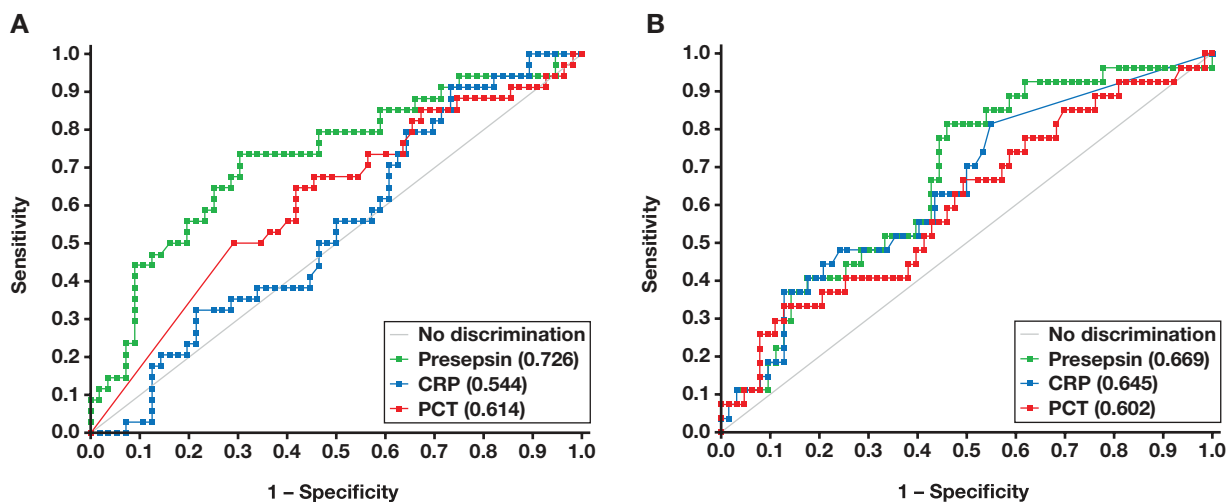 A
Sensitivity
1.0
0.9
0.8
0.7
0.6
0.5
0.4
0.3
0.2
0.1
0.0
0.0 0.1 0.2 0.3 0.4 0.5 0.6 0.7 0.8 0.9 1.0
1 – Specificity
No discrimination
Presepsin (0.726)
CRP (0.544)
PCT (0.614)
B
Sensitivity
1.0
0.9
0.8
0.7
0.6
0.5
0.4
0.3
0.2
0.1
0.0
0.0 0.1 0.2 0.3 0.4 0.5 0.6 0.7 0.8 0.9 1.0
1 – Specificity
No discrimination
Presepsin (0.669)
CRP (0.645)
PCT (0.602)